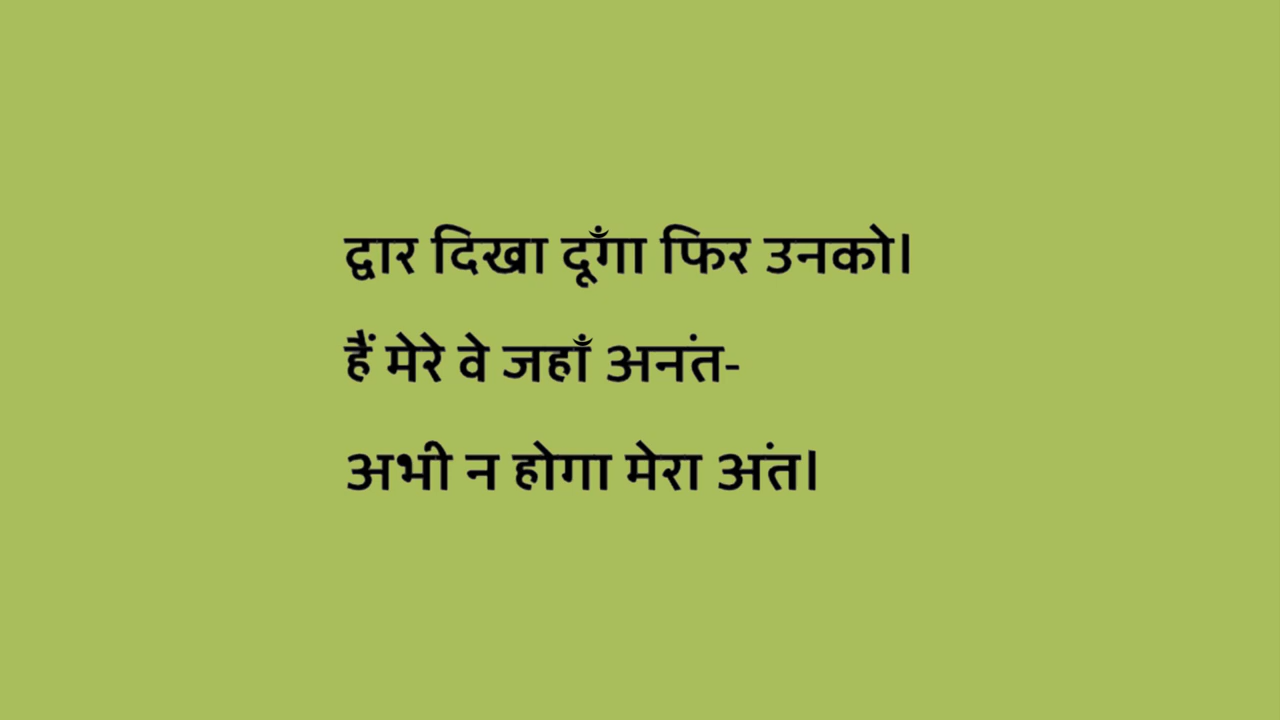 द्वार दिखा दूँगा फिर उनको।
हैं मेरे वे जहाँ अनंत-
अभी न होगा मेरा अंत।